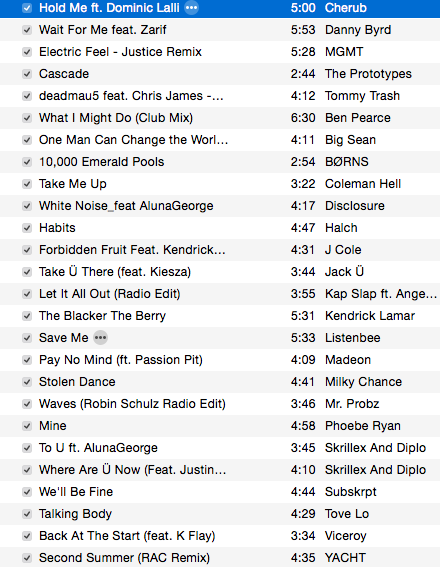 Hold Me ft. Dominic Lalli 5:00 Cherub
Wait For Me feat. Zarif 5:53 Danny Byrd
Electric Feel - Justice Remix 5:28 MGMT
Cascade 2:44 The Prototypes
deadmau5 feat. Chris James -... 4:12 Tommy Trash
What I Might Do (Club Mix) 6:30 Ben Pearce
One Man Can Change the Worl... 4:11 Big Sean
10,000 Emerald Pools 2:54 BØRNS
Take Me Up 3:22 Coleman Hell
White Noise_feat AlunaGeorge 4:17 Disclosure
Habits 4:47 Halch
Forbidden Fruit Feat. Kendrick... 4:31 J Cole
Take Ü There (feat. Kiesza) 3:44 Jack Ü
Let It All Out (Radio Edit) 3:55 Kap Slap ft. Ange...
The Blacker The Berry 5:31 Kendrick Lamar
Save Me 5:33 Listenbee
Pay No Mind (ft. Passion Pit) 4:09 Madeon
Stolen Dance 4:41 Milky Chance
Waves (Robin Schulz Radio Edit) 3:46 Mr. Probz
Mine 4:58 Phoebe Ryan
To U ft. AlunaGeorge 3:45 Skrillex And Diplo
Where Are Ü Now (Feat. Justin... 4:10 Skrillex And Diplo
We'll Be Fine 4:44 Subskrpt
Talking Body 4:29 Tove Lo
Back At The Start (feat. K Flay) 3:34 Viceroy
Second Summer (RAC Remix) 4:35 YACHT